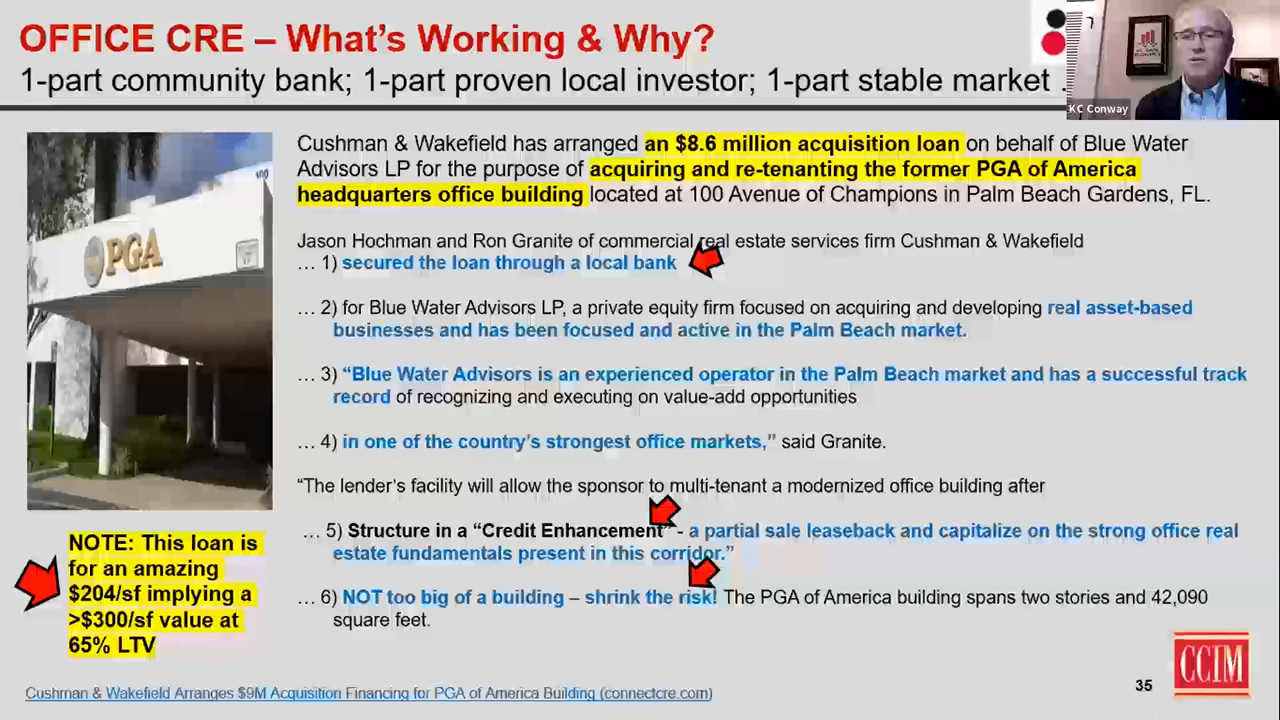 OFFICE CRE – What's Working & Why?
1-part community bank; 1-part proven local investor; 1-part stable market .
KC Conway
PGA
Cushman & Wakefield has arranged an $8.6 million acquisition loan on behalf of Blue Water
Advisors LP for the purpose of acquiring and re-tenanting the former PGA of America
headquarters office building located at 100 Avenue of Champions in Palm Beach Gardens, FL.
Jason Hochman and Ron Granite of commercial real estate services firm Cushman & Wakefield
… 1) secured the loan through a local bank
… 2) for Blue Water Advisors LP, a private equity firm focused on acquiring and developing real asset-based
businesses and has been focused and active in the Palm Beach market.
… 3) “Blue Water Advisors is an experienced operator in the Palm Beach market and has a successful track
record of recognizing and executing on value-add opportunities
… 4) in one of the country's strongest office markets,” said Granite.
“The lender's facility will allow the sponsor to multi-tenant a modernized office building after
… 5) Structure in a “Credit Enhancement” - a partial sale leaseback and capitalize on the strong office real
estate fundamentals present in this corridor.”
… 6) NOT too big of a building – shrink the risk! The PGA of America building spans two stories and 42,090
square feet.
NOTE: This loan is
for an amazing
$204/sf implying a
>$300/sf value at
65% LTV
Cushman & Wakefield Arranges $9M Acquisition Financing for PGA of America Building (connectcre.com)
35
CCIM